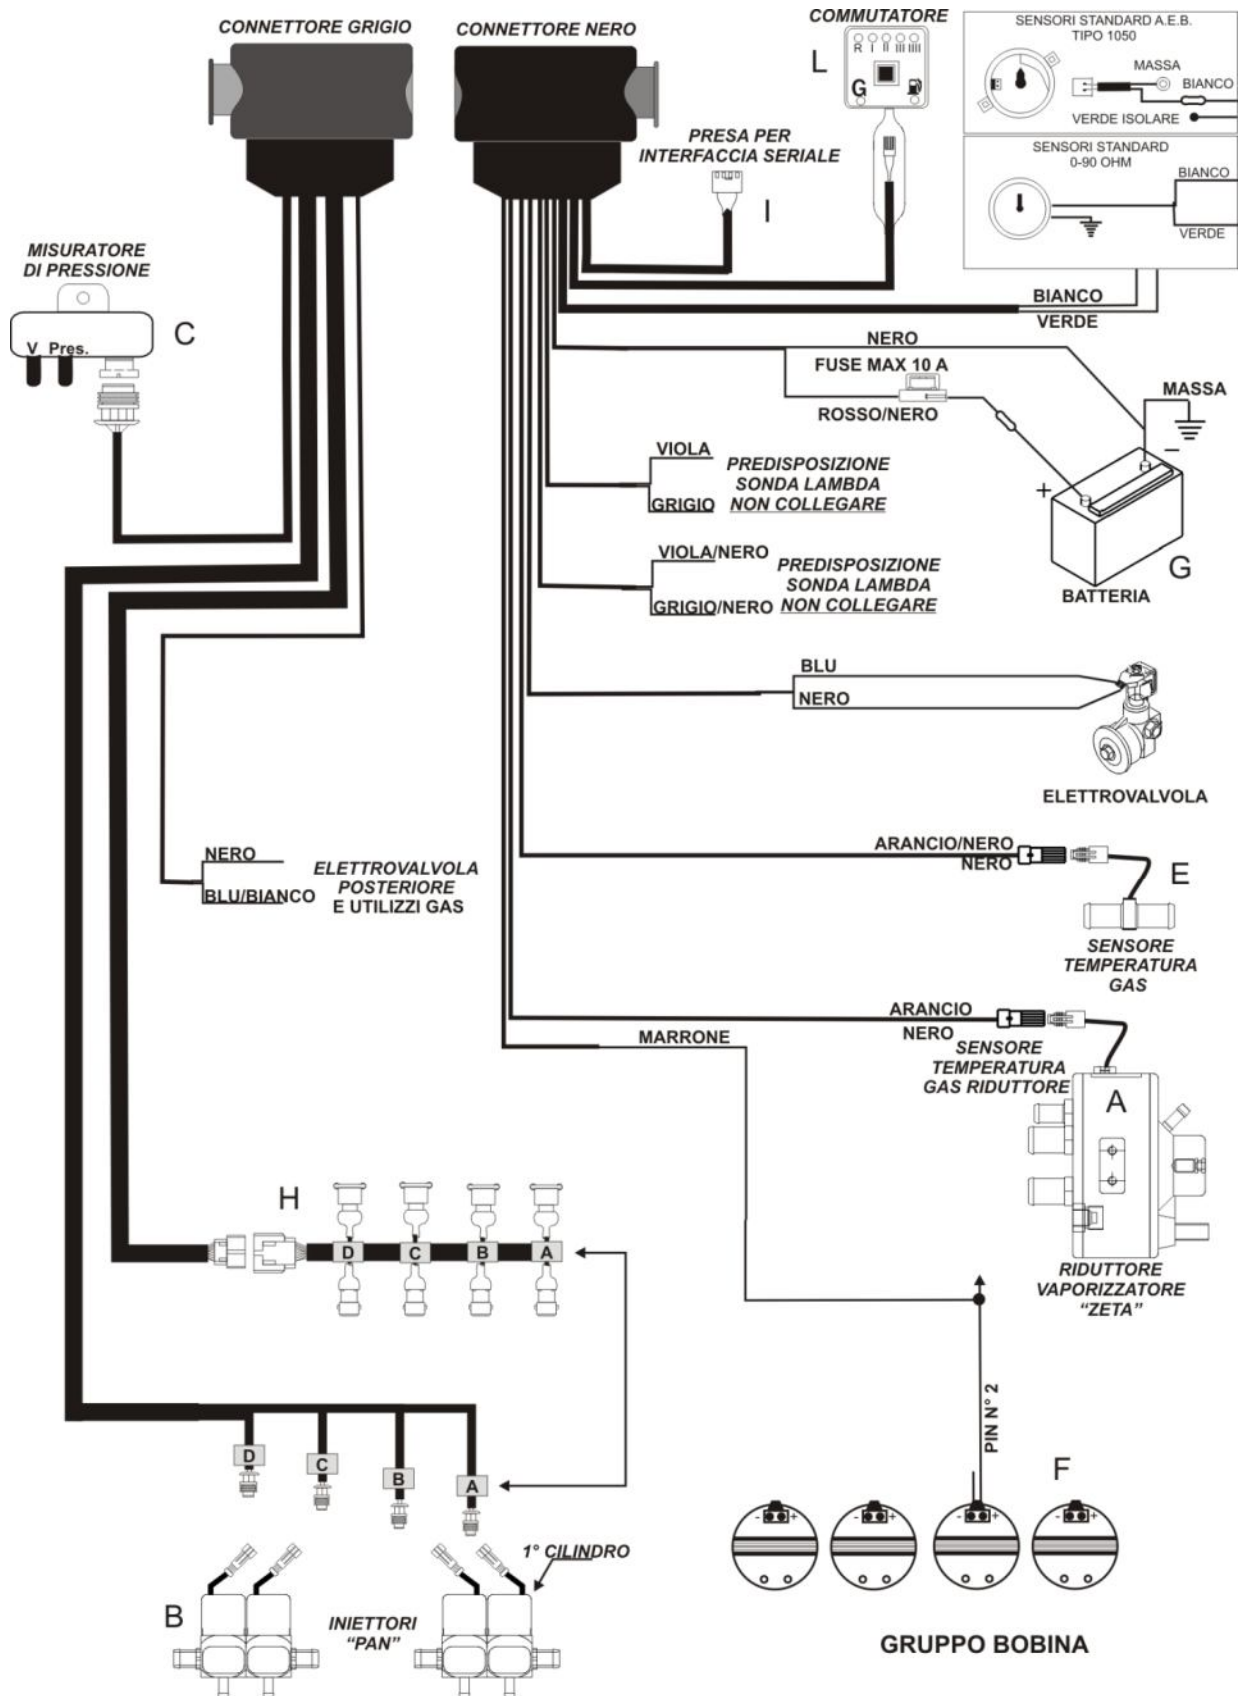 CONNETTORE GRIGIO
CONNETTORE NERO
COMMUTATORE
L
R I II III IIII
G
SENSORI STANDARD A.E.B.
TIPO 1050
MASSA
BIANCO
VERDE ISOLARE
SENSORI STANDARD
0-90 OHM
BIANCO
VERDE
PRESA PER
INTERFACCIA SERIALE
I
MISURATORE
DI PRESSIONE
V Pres.
C
BIANCO
VERDE
NERO
FUSE MAX 10 A
ROSSO/NERO
MASSA
+
−
G
BATTERIA
VIOLA
GRIGIO
PREDISPOSIZIONE
SONDA LAMBDA
NON COLLEGARE
VIOLA/NERO
GRIGIO/NERO
PREDISPOSIZIONE
SONDA LAMBDA
NON COLLEGARE
BLU
NERO
ELETTROVALVOLA
NERO
BLU/BIANCO
ELETTROVALVOLA
POSTERIORE
E UTILIZZI GAS
ARANCIO/NERO
NERO
E
SENSORE
TEMPERATURA
GAS
ARANCIO
NERO
MARRONE
SENSORE
TEMPERATURA
GAS RIDUTTORE
A
RIDUTTORE
VAPORIZZATORE
“ZETA”
H
D C B A
D
C
B
A
PIN N° 2
F
- +
- +
- +
- +
GRUPPO BOBINA
1° CILINDRO
B
INIETTORI
“PAN”